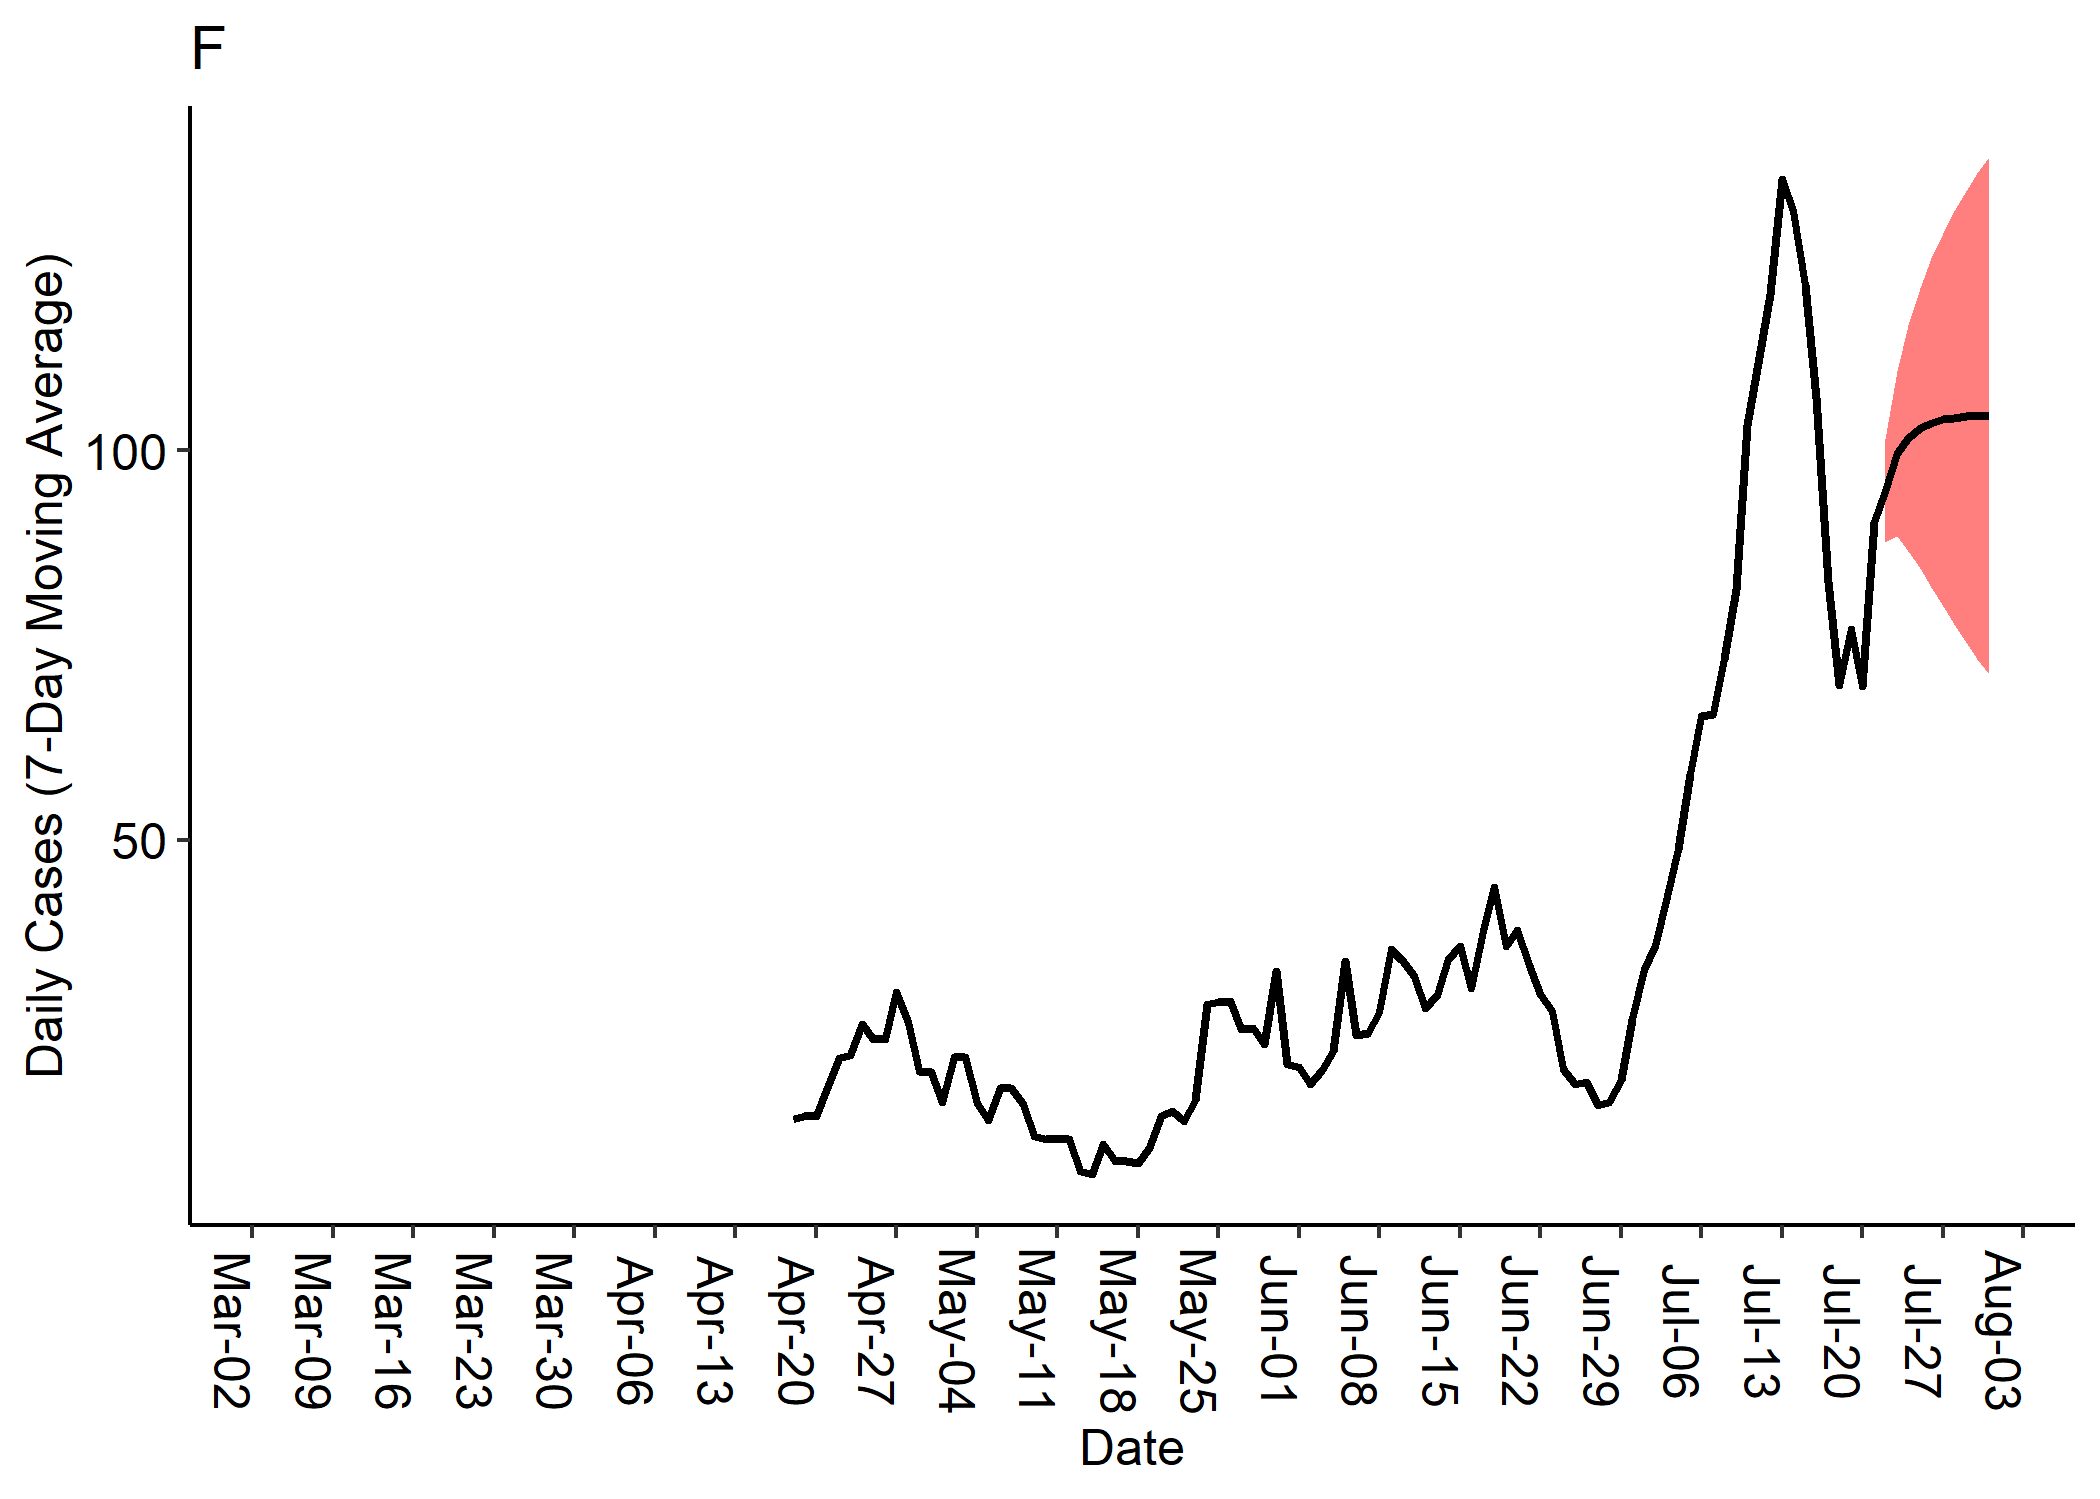 F
Daily Cases (7-Day Moving Average)
100
50
Mar-02
Mar-09
Mar-16
Mar-23
Mar-30
Apr-06
Apr-13
Apr-20
Apr-27
May-04
May-11
May-18
May-25
Jun-01
Jun-08
Jun-15
Jun-22
Jun-29
Jul-06
Jul-13
Jul-20
Jul-27
Aug-03
Date